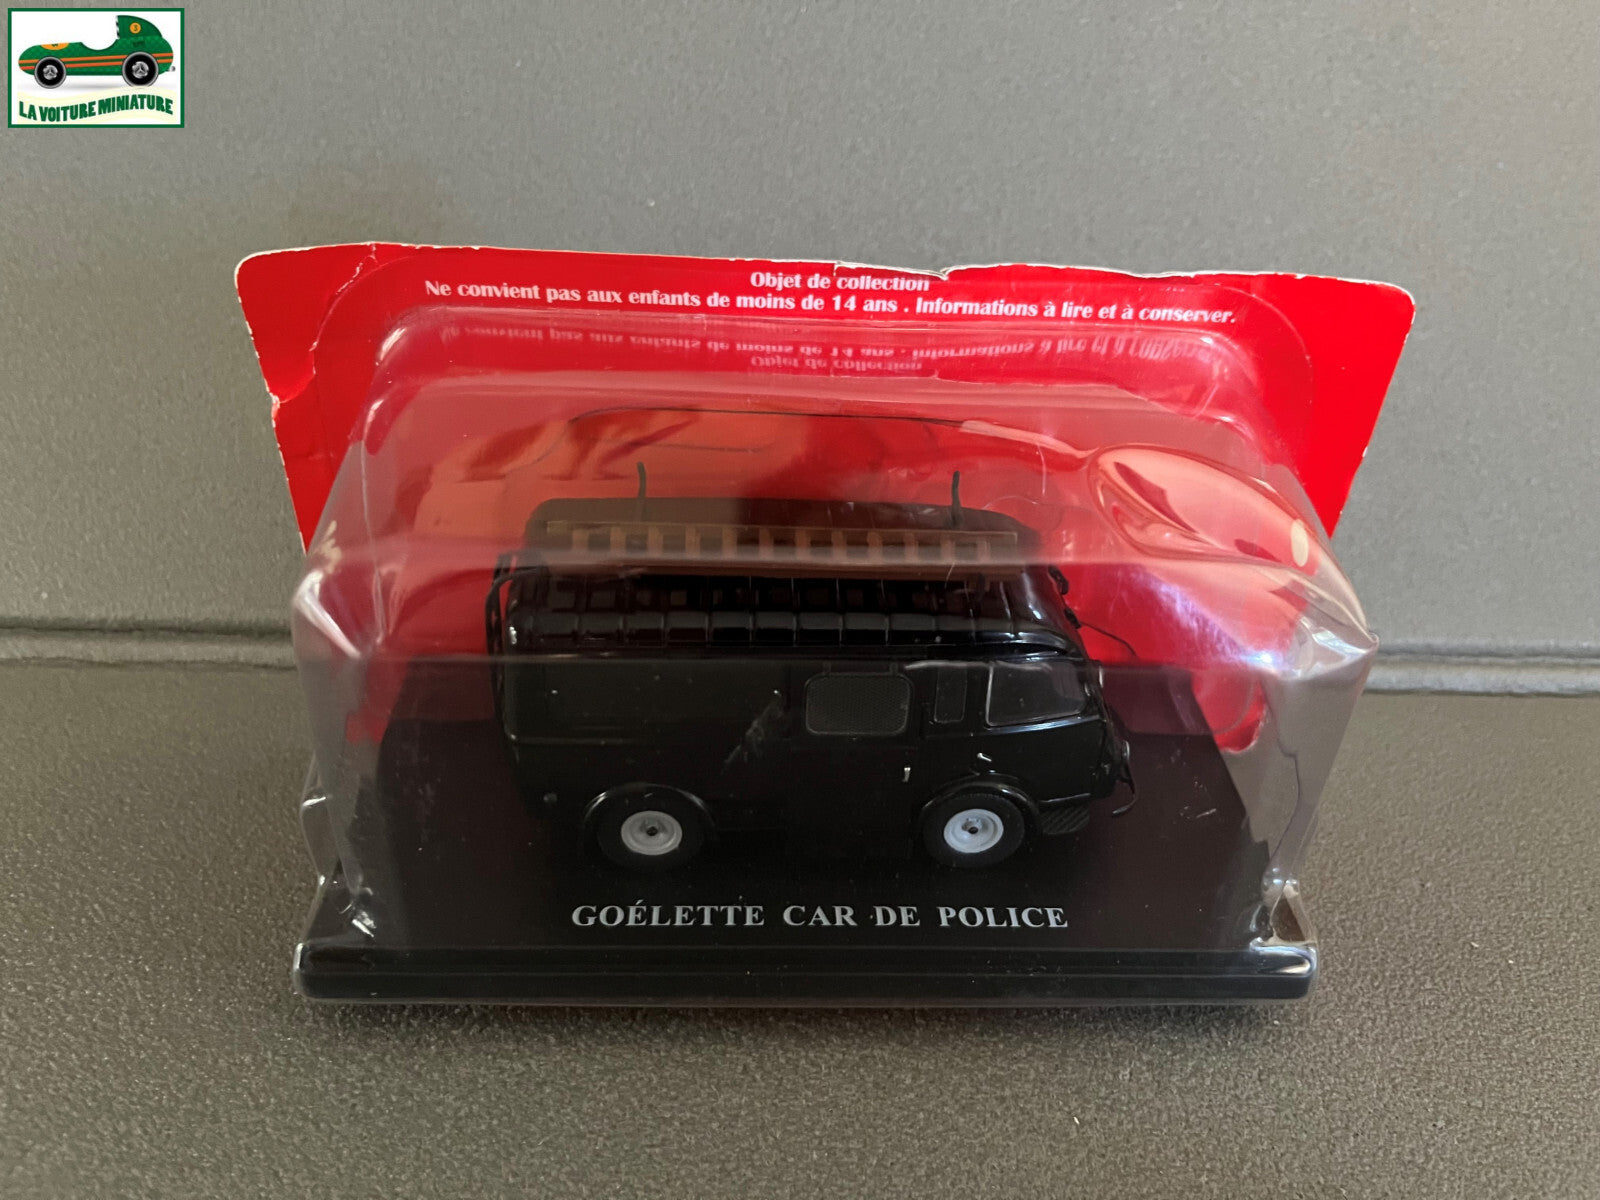 LA VOITURE MINIATURE
Objet de collection
Ne convient pas aux enfants de moins de 14 ans . Informations à lire et à conserver.
GOÉLETTE CAR DE POLICE